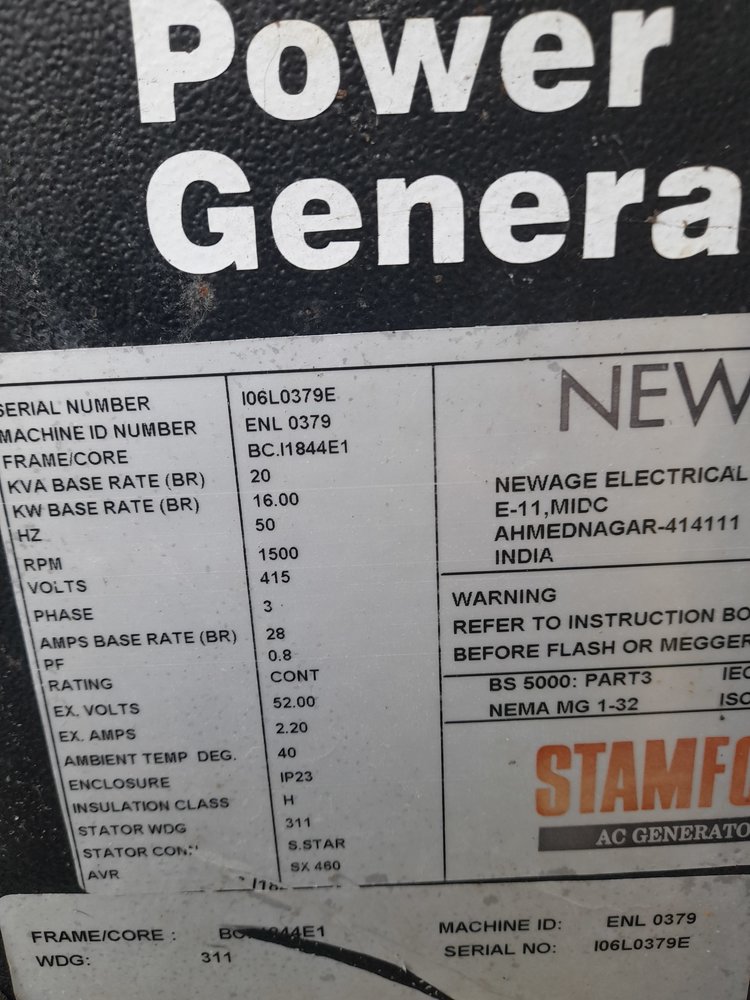 Power
Genera
SERIAL NUMBER I06L0379E
MACHINE ID NUMBER ENL 0379
FRAME/CORE BC.I1844E1
KVA BASE RATE (BR) 20
KW BASE RATE (BR) 16.00
HZ 50
RPM 1500
VOLTS 415
PHASE 3
AMPS BASE RATE (BR) 28
PF 0.8
RATING CONT
EX. VOLTS 52.00
EX. AMPS 2.20
AMBIENT TEMP DEG. 40
ENCLOSURE IP23
INSULATION CLASS H
STATOR WDG 311
STATOR CONN S.STAR
AVR SX 460
NEW
NEWAGE ELECTRICAL
E-11,MIDC
AHMEDNAGAR-414111
INDIA
WARNING
REFER TO INSTRUCTION BO
BEFORE FLASH OR MEGGER
BS 5000: PART3 IEC
NEMA MG 1-32 ISO
STAMFO
AC GENERATO
FRAME/CORE : BC.I1844E1
WDG: 311
MACHINE ID: ENL 0379
SERIAL NO: I06L0379E